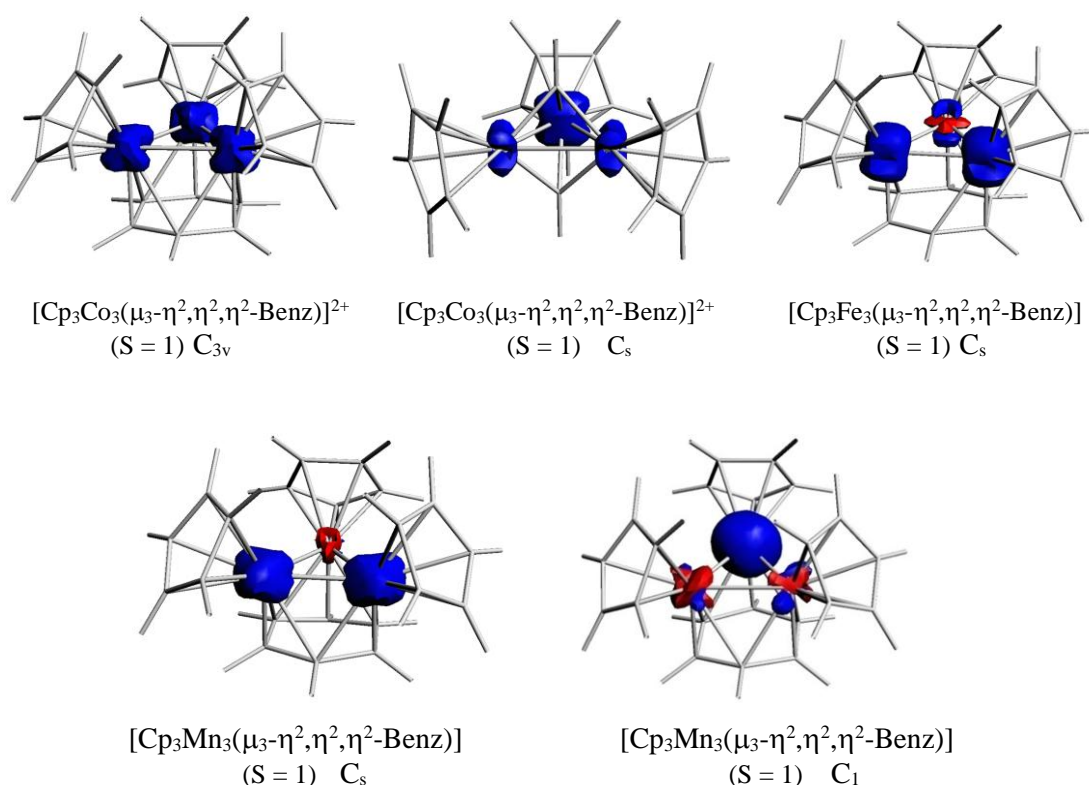 [Cp₃Co₃(μ₃-η²,η²,η²-Benz)]²⁺ [Cp₃Co₃(μ₃-η²,η²,η²-Benz)]²⁺ [Cp₃Fe₃(μ₃-η²,η²,η²-Benz)]
(S = 1) C₃ᵥ (S = 1) Cₛ (S = 1) Cₛ
[Cp₃Mn₃(μ₃-η²,η²,η²-Benz)] [Cp₃Mn₃(μ₃-η²,η²,η²-Benz)]
(S = 1) Cₛ (S = 1) C₁